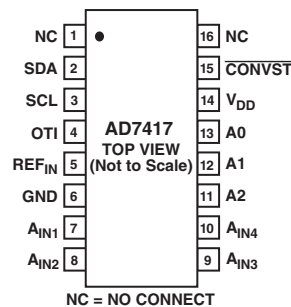 NC 1 16 NC
SDA 2 15 CONVST
SCL 3 14 VDD
OTI 4 AD7417 13 A0
TOP VIEW
REFIN 5 (Not to Scale) 12 A1
GND 6 11 A2
AIN1 7 10 AIN4
AIN2 8 9 AIN3
NC = NO CONNECT